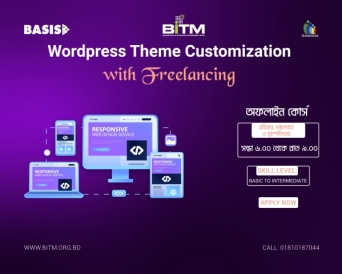 BASIS
BITM
Wordpress Theme Customization
with Freelancing
RESPONSIVE
WEB DESIGN SERVICE
RESPONSIVE
অফলাইন কোর্স
সন্ধ্যা ৬.০০ থেকে রাত ৯.০০
SKILL LEVEL:
BASIC TO INTERMEDIATE
APPLY NOW
WWW.BITM.ORG.BD
CALL: 01810187044